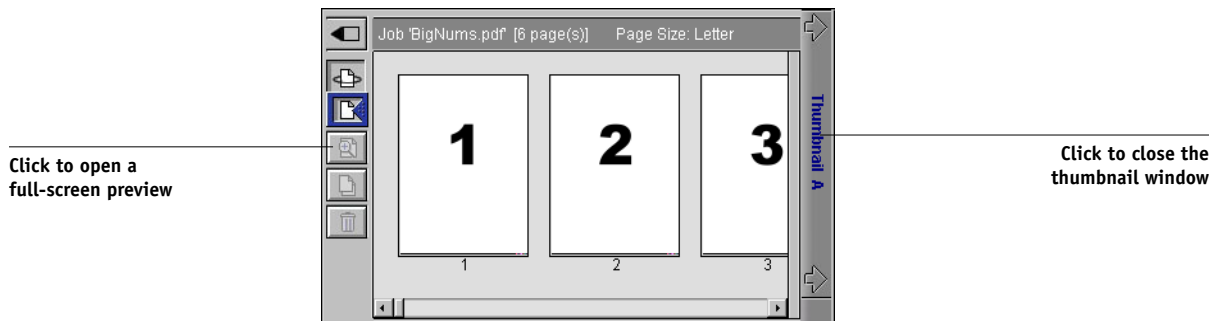 Job 'BigNums.pdf' [6 page(s)] Page Size: Letter
1 2 3
1 2 3
Thumbnail A
Click to open a
full-screen preview
Click to close the
thumbnail window